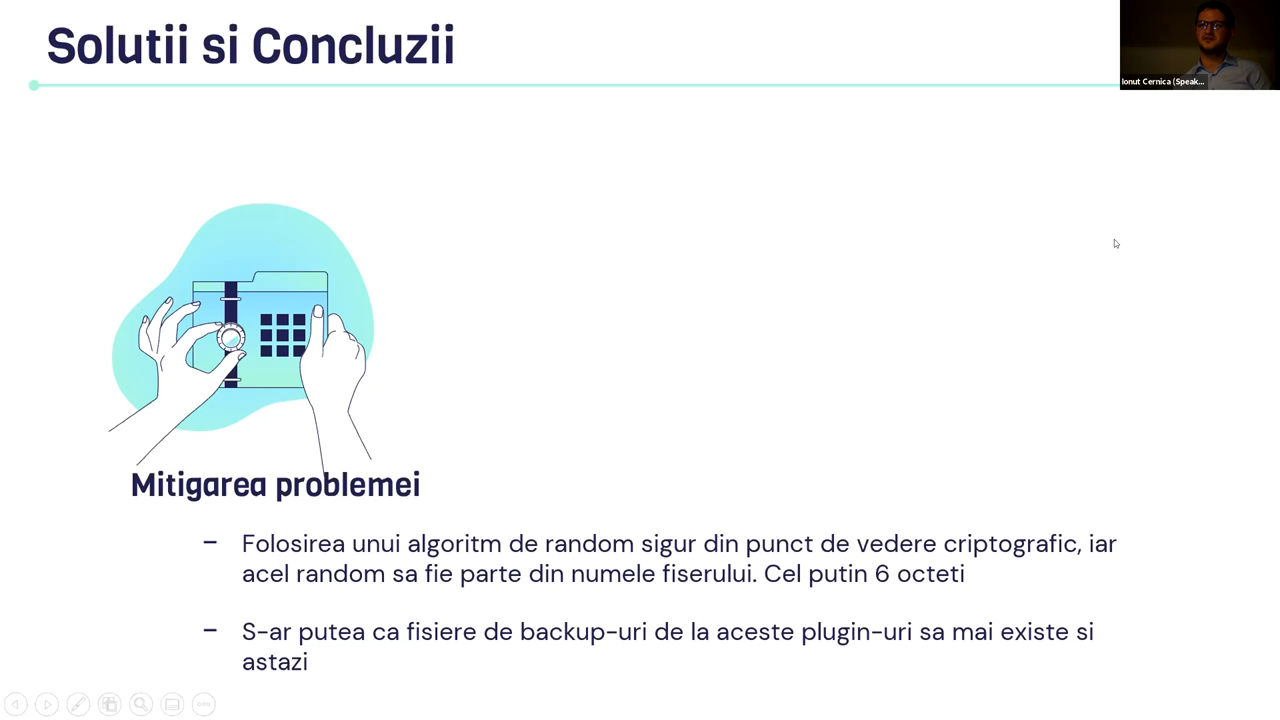 Solutii si Concluzii
Ionut Cernica (Speak...
Mitigarea problemei
– Folosirea unui algoritm de random sigur din punct de vedere criptografic, iar
acel random sa fie parte din numele fiserului. Cel putin 6 octeti
– S-ar putea ca fisiere de backup-uri de la aceste plugin-uri sa mai existe si
astazi